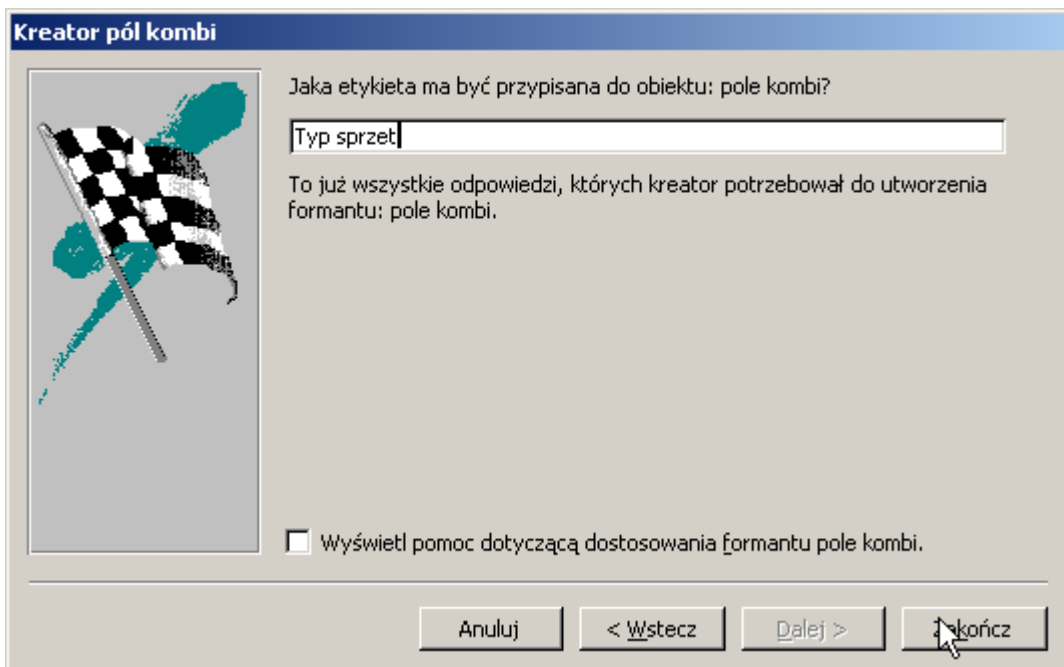 Kreator pól kombi
Jaka etykieta ma być przypisana do obiektu: pole kombi?
Typ sprzet
To już wszystkie odpowiedzi, których kreator potrzebował do utworzenia
formantu: pole kombi.
Wyświetl pomoc dotyczącą dostosowania formantu pole kombi.
Anuluj
< Wstecz
Dalej >
Zakończ